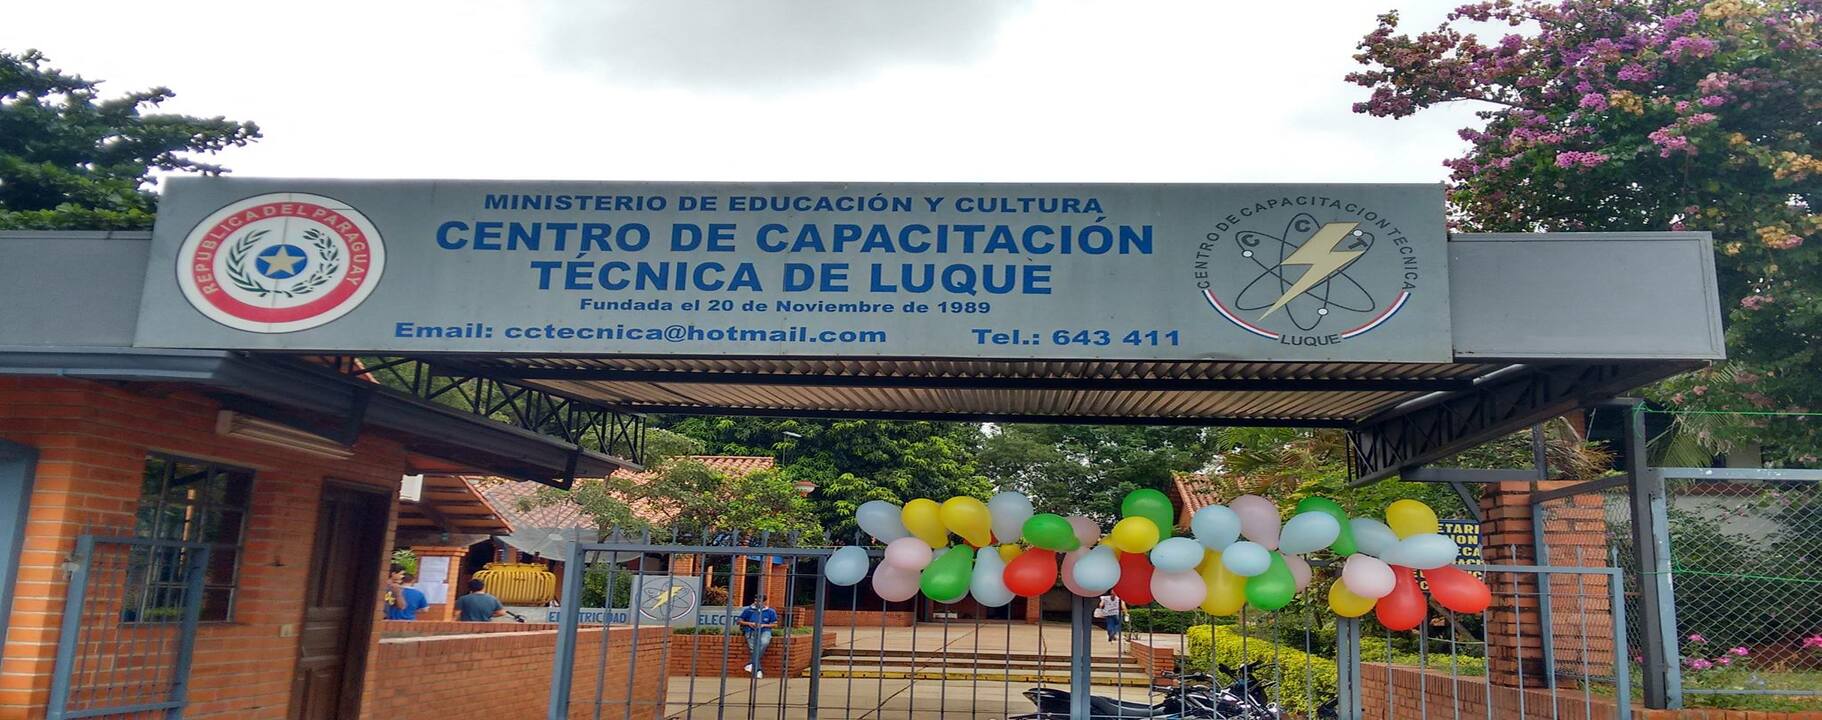 REPUBLICA DEL PARAGUAY
MINISTERIO DE EDUCACIÓN Y CULTURA
CENTRO DE CAPACITACIÓN
TÉCNICA DE LUQUE
Fundada el 20 de Noviembre de 1989
Email: cctecnica@hotmail.com
Tel.: 643 411
CENTRO DE CAPACITACION TECNICA
C C T
LUQUE